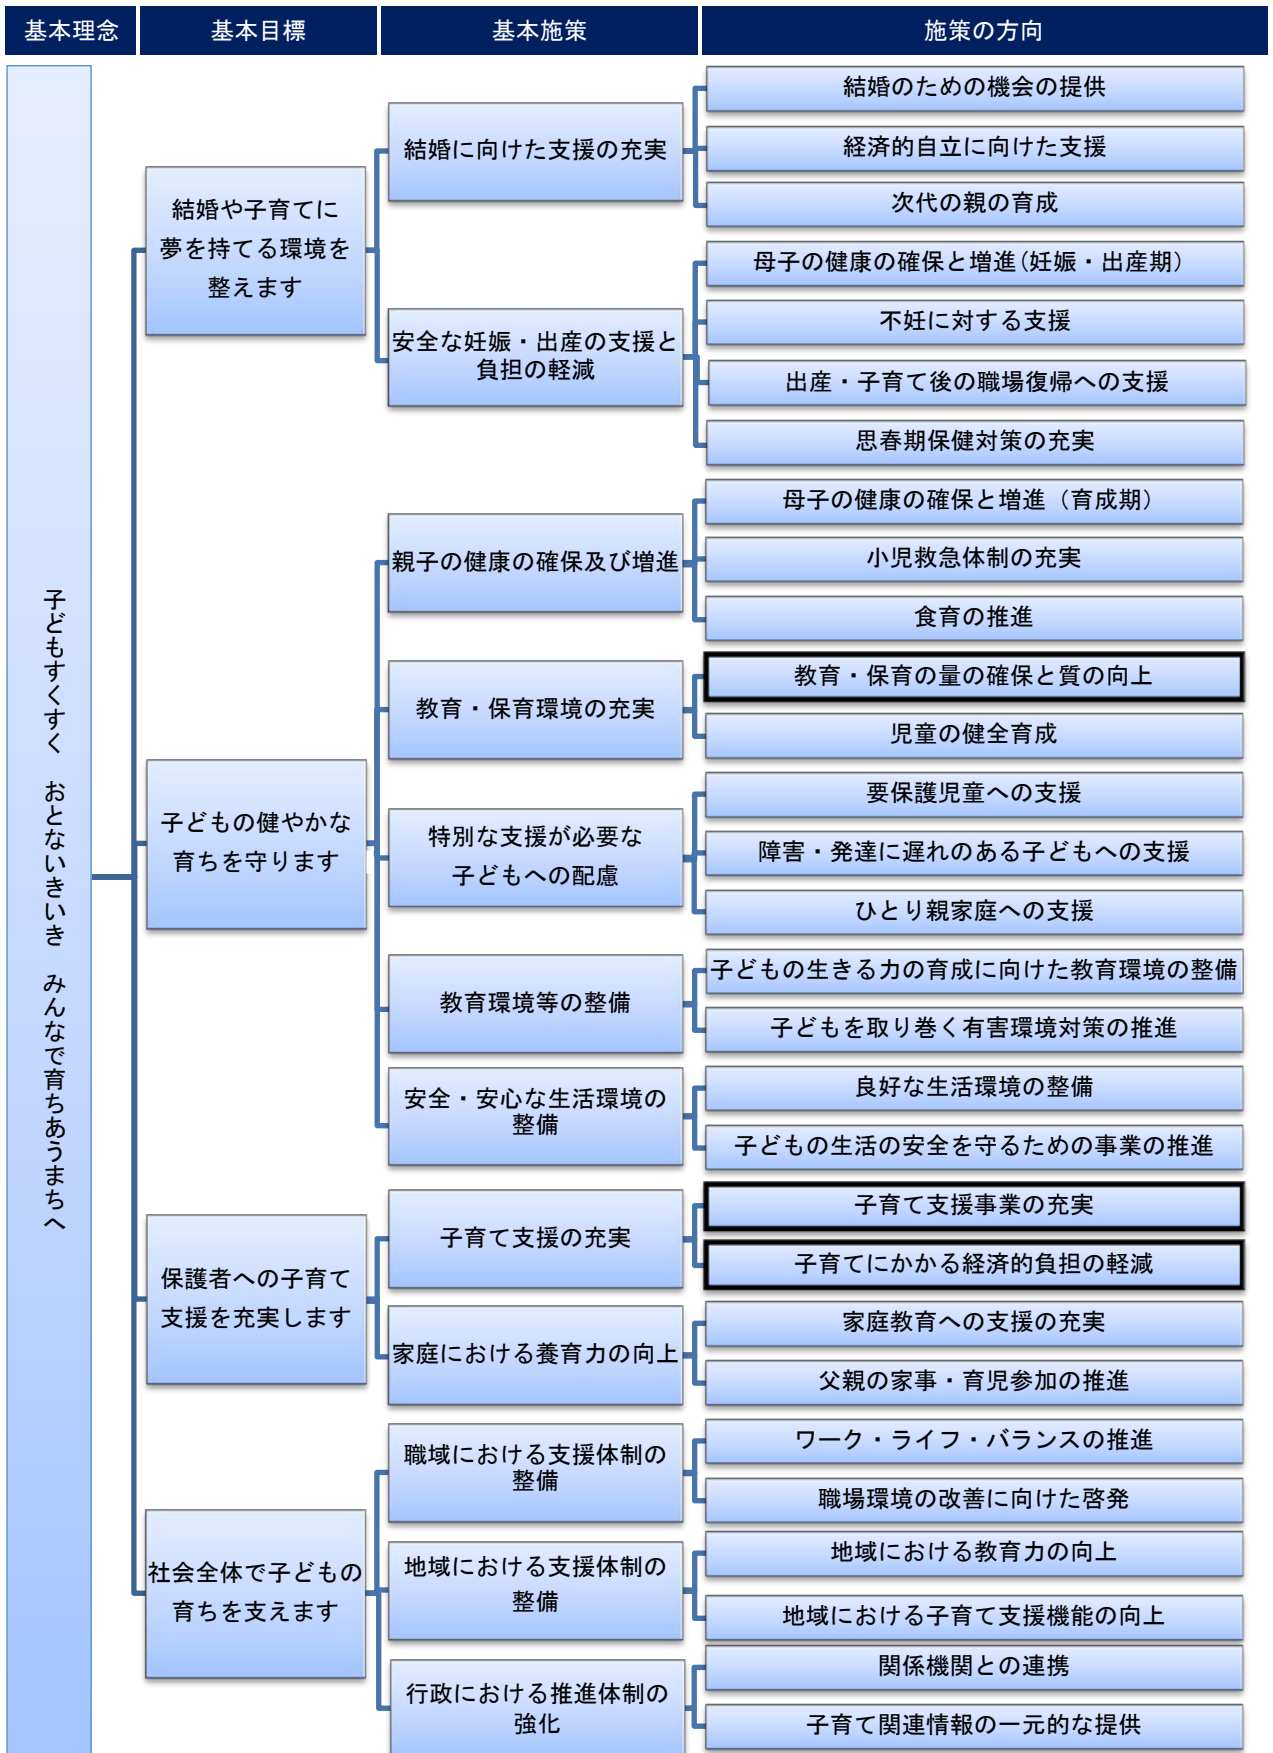 基本理念
基本目標
基本施策
施策の方向
子どもすくすく　おとないきいき　みんなで育ちあうまちへ
結婚や子育てに
夢を持てる環境を
整えます
結婚に向けた支援の充実
結婚のための機会の提供
経済的自立に向けた支援
次代の親の育成
安全な妊娠・出産の支援と
負担の軽減
母子の健康の確保と増進(妊娠・出産期)
不妊に対する支援
出産・子育て後の職場復帰への支援
思春期保健対策の充実
子どもの健やかな
育ちを守ります
親子の健康の確保及び増進
母子の健康の確保と増進（育成期）
小児救急体制の充実
食育の推進
教育・保育環境の充実
教育・保育の量の確保と質の向上
児童の健全育成
特別な支援が必要な
子どもへの配慮
要保護児童への支援
障害・発達に遅れのある子どもへの支援
ひとり親家庭への支援
教育環境等の整備
子どもの生きる力の育成に向けた教育環境の整備
子どもを取り巻く有害環境対策の推進
安全・安心な生活環境の
整備
良好な生活環境の整備
子どもの生活の安全を守るための事業の推進
保護者への子育て
支援を充実します
子育て支援の充実
子育て支援事業の充実
子育てにかかる経済的負担の軽減
家庭における養育力の向上
家庭教育への支援の充実
父親の家事・育児参加の推進
社会全体で子どもの
育ちを支えます
職域における支援体制の
整備
ワーク・ライフ・バランスの推進
職場環境の改善に向けた啓発
地域における支援体制の
整備
地域における教育力の向上
地域における子育て支援機能の向上
行政における推進体制の
強化
関係機関との連携
子育て関連情報の一元的な提供